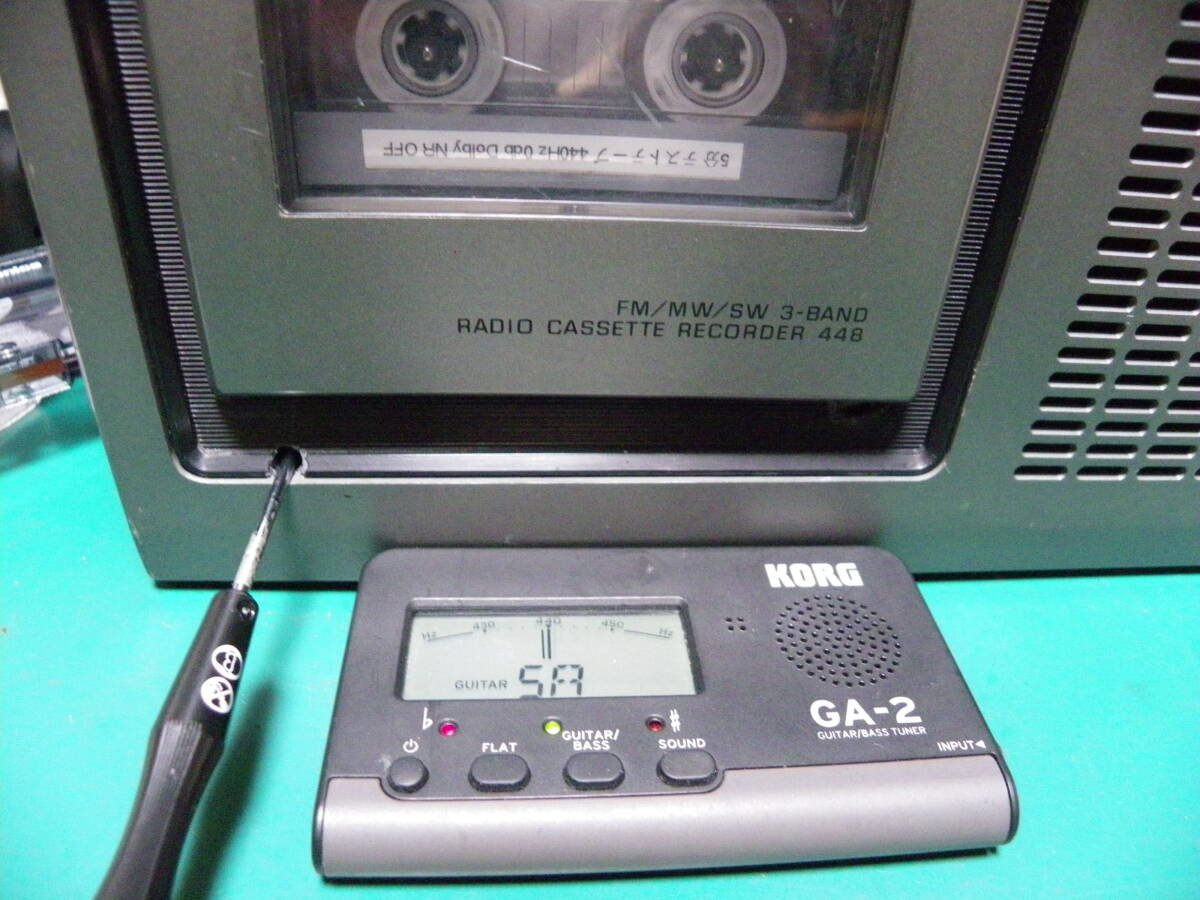 5分テストテープ 440Hz 0db Dolby NR OFF
FM/MW/SW 3-BAND
RADIO CASSETTE RECORDER 448
KORG
Hz 430 440 450 Hz
GUITAR 5A
♭ ♯
FLAT GUITAR/BASS SOUND
GA-2
GUITAR/BASS TUNER
INPUT